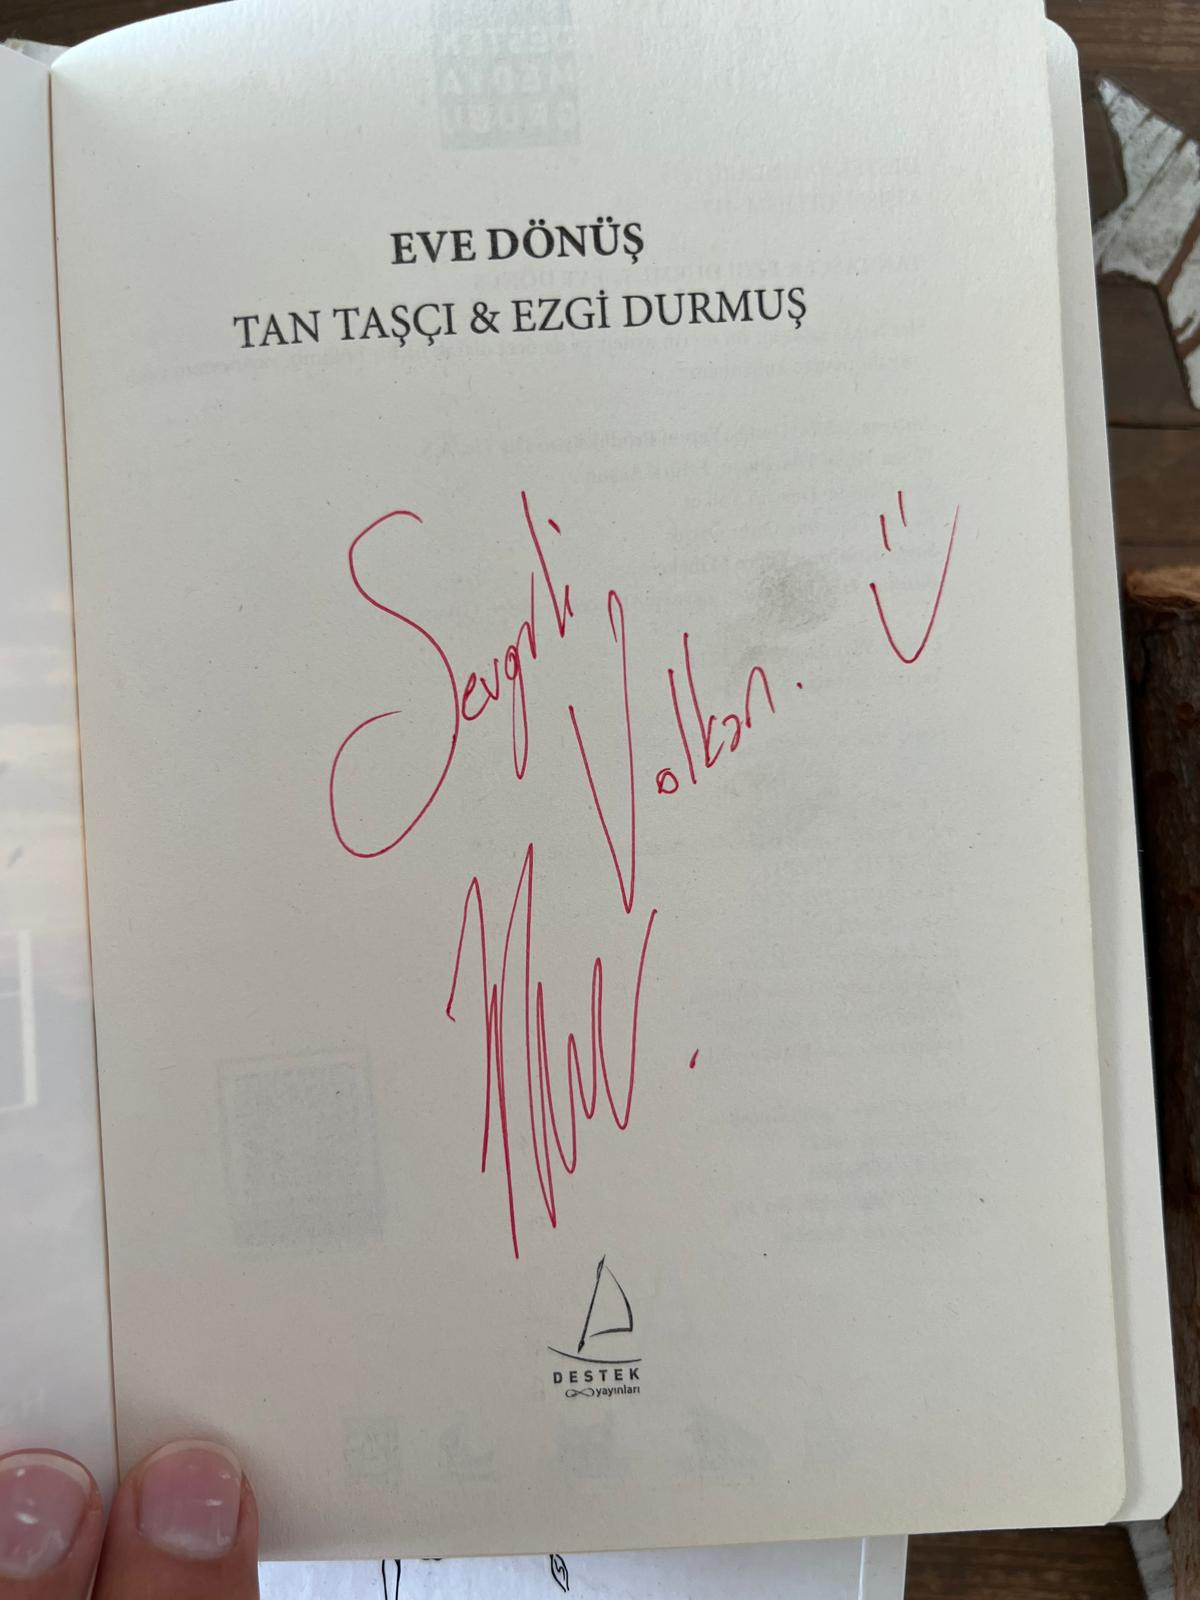 EVE DÖNÜŞ
TAN TAŞÇI & EZGİ DURMUŞ
Sevgili
Volkan.
DESTEK
yayınları